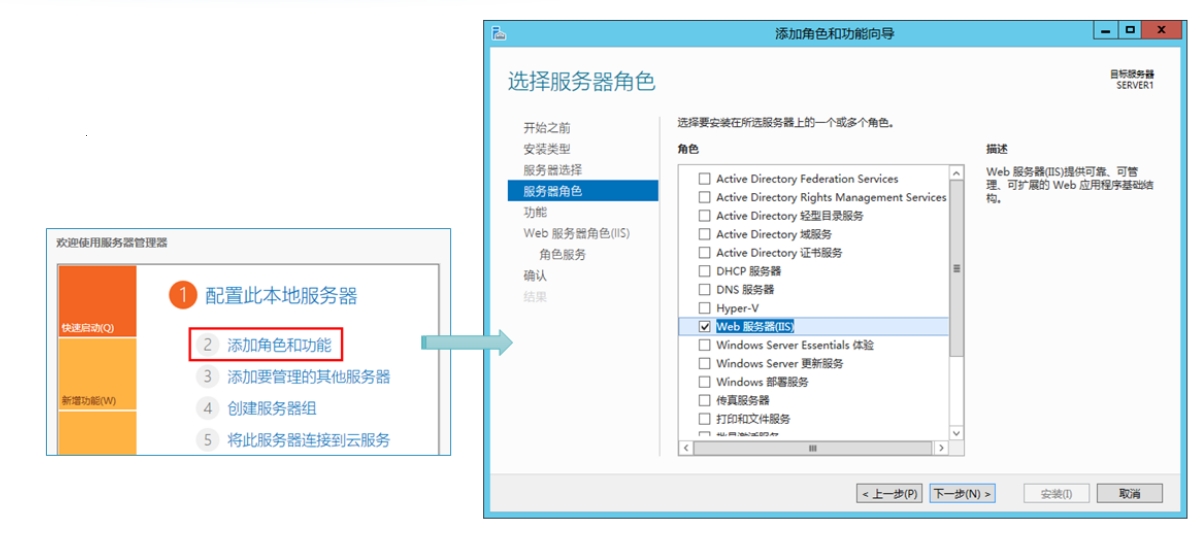 欢迎使用服务器管理器
快速启动(Q)
新增功能(W)
1 配置此本地服务器
2 添加角色和功能
3 添加要管理的其他服务器
4 创建服务器组
5 将此服务器连接到云服务
添加角色和功能向导
选择服务器角色
目标服务器
SERVER1
开始之前
安装类型
服务器选择
服务器角色
功能
Web 服务器角色(IIS)
角色服务
确认
结果
选择要安装在所选服务器上的一个或多个角色。
角色
Active Directory Federation Services
Active Directory Rights Management Services
Active Directory 轻型目录服务
Active Directory 域服务
Active Directory 证书服务
DHCP 服务器
DNS 服务器
Hyper-V
Web 服务器(IIS)
Windows Server Essentials 体验
Windows Server 更新服务
Windows 部署服务
传真服务器
打印和文件服务
描述
Web 服务器(IIS)提供可靠、可管
理、可扩展的 Web 应用程序基础结
构。
< 上一步(P)
下一步(N) >
安装(I)
取消